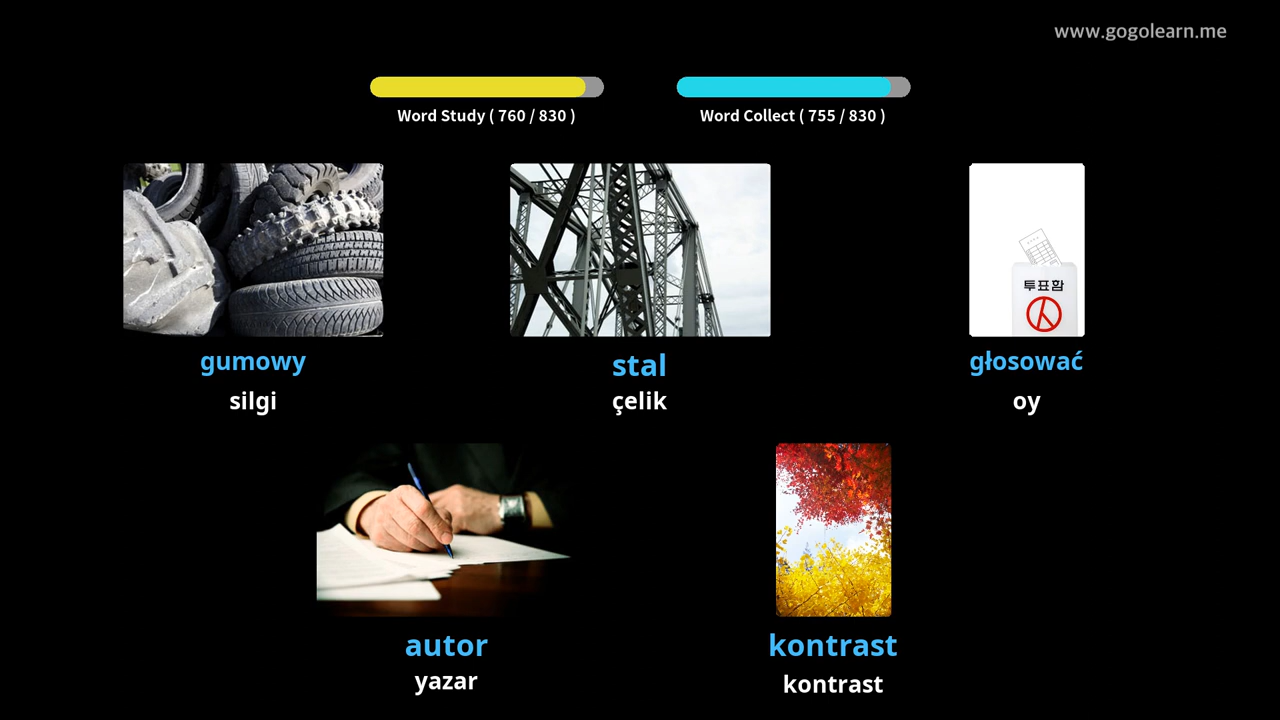 www.gogolearn.me
Word Study ( 760 / 830 )
Word Collect ( 755 / 830 )
투표함
gumowy
stal
głosować
silgi
çelik
oy
autor
kontrast
yazar
kontrast